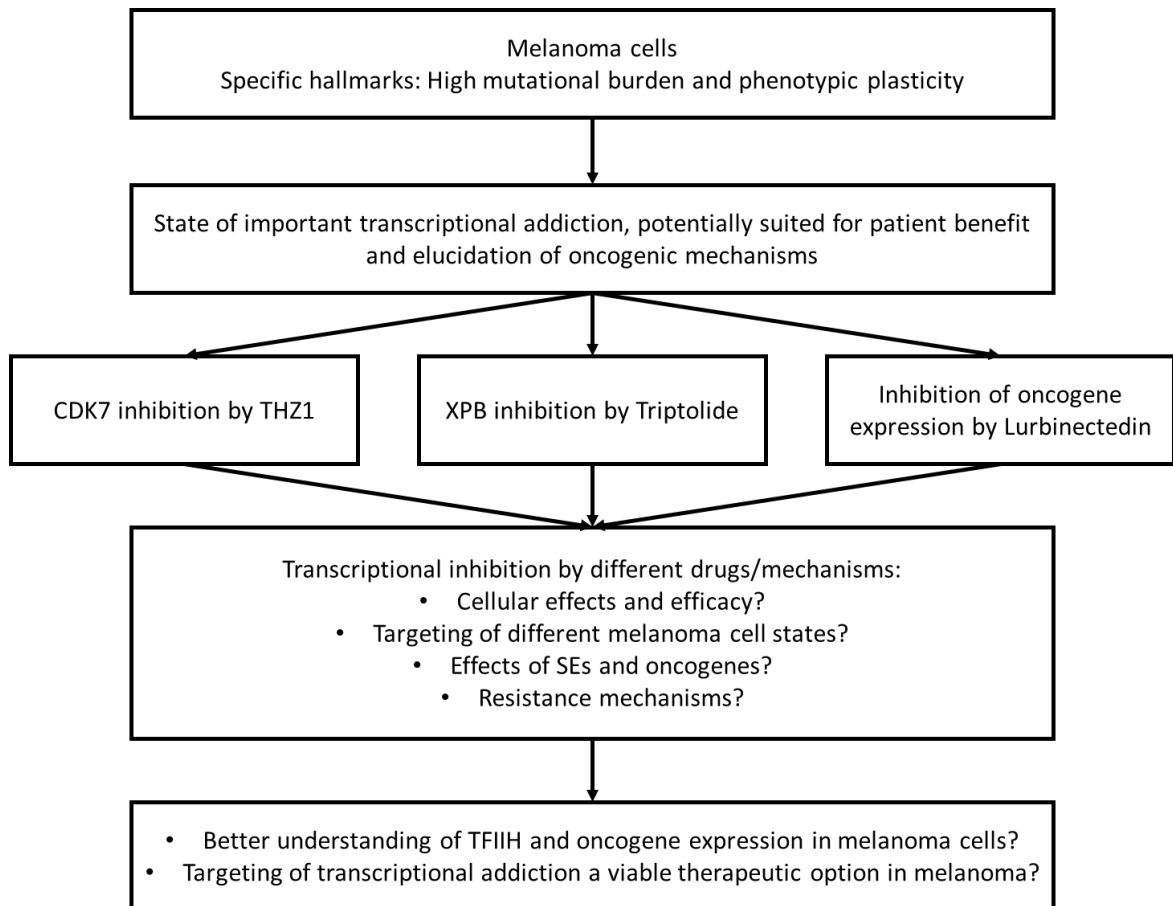 Melanoma cells
Specific hallmarks: High mutational burden and phenotypic plasticity
State of important transcriptional addiction, potentially suited for patient benefit
and elucidation of oncogenic mechanisms
CDK7 inhibition by THZ1
XPB inhibition by Triptolide
Inhibition of oncogene
expression by Lurbinectedin
Transcriptional inhibition by different drugs/mechanisms:
• Cellular effects and efficacy?
• Targeting of different melanoma cell states?
• Effects of SEs and oncogenes?
• Resistance mechanisms?
• Better understanding of TFIIH and oncogene expression in melanoma cells?
• Targeting of transcriptional addiction a viable therapeutic option in melanoma?